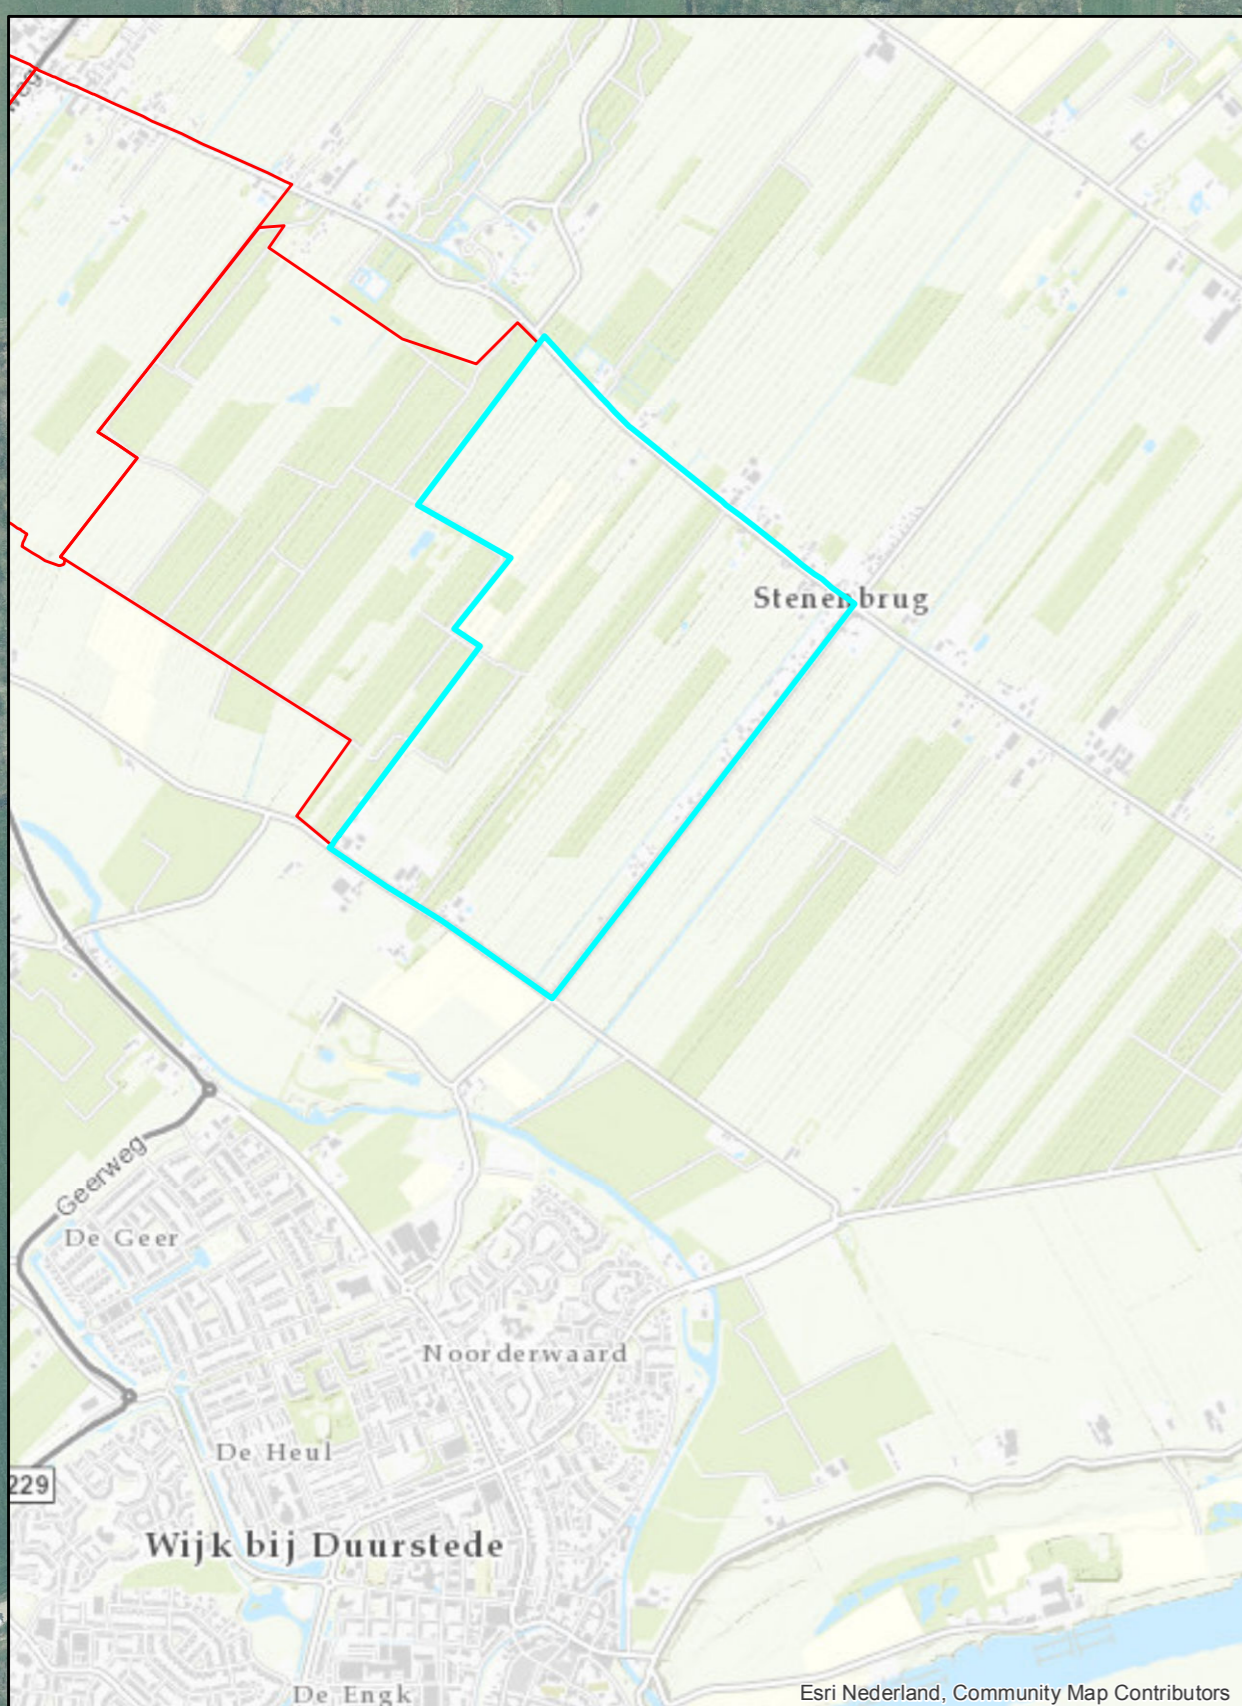 Stenenbrug
Geerweg
De Geer
Noorderwaard
De Heul
229
Wijk bij Duurstede
De Engk
Esri Nederland, Community Map Contributors